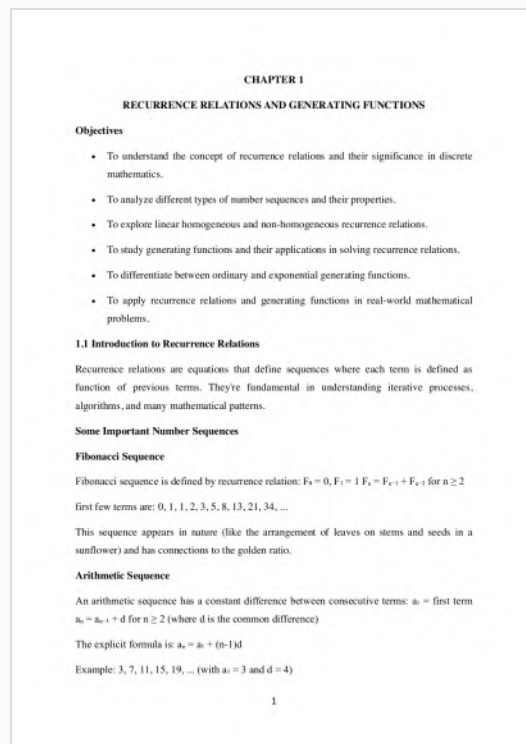 CHAPTER 1
RECURRENCE RELATIONS AND GENERATING FUNCTIONS
Objectives
• To understand the concept of recurrence relations and their significance in discrete
mathematics.
• To analyze different types of number sequences and their properties.
• To explore linear homogeneous and non-homogeneous recurrence relations.
• To study generating functions and their applications in solving recurrence relations.
• To differentiate between ordinary and exponential generating functions.
• To apply recurrence relations and generating functions in real-world mathematical
problems.
1.1 Introduction to Recurrence Relations
Recurrence relations are equations that define sequences where each term is defined as
function of previous terms. They're fundamental in understanding iterative processes,
algorithms, and many mathematical patterns.
Some Important Number Sequences
Fibonacci Sequence
Fibonacci sequence is defined by recurrence relation: F₀ = 0, F₁ = 1 Fₙ = Fₙ₋₁ + Fₙ₋₂ for n ≥ 2
first few terms are: 0, 1, 1, 2, 3, 5, 8, 13, 21, 34, ...
This sequence appears in nature (like the arrangement of leaves on stems and seeds in a
sunflower) and has connections to the golden ratio.
Arithmetic Sequence
An arithmetic sequence has a constant difference between consecutive terms: a₁ = first term
aₙ = aₙ₋₁ + d for n ≥ 2 (where d is the common difference)
The explicit formula is: aₙ = a₁ + (n-1)d
Example: 3, 7, 11, 15, 19, ... (with a₁ = 3 and d = 4)
1